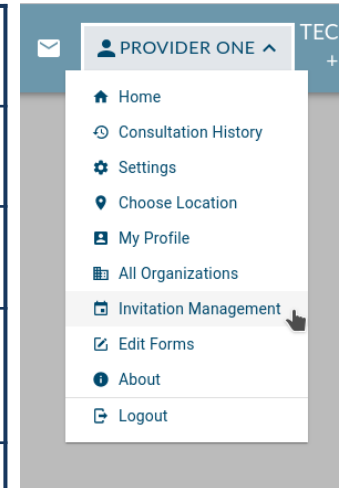 PROVIDER ONE
TEC
+
Home
Consultation History
Settings
Choose Location
My Profile
All Organizations
Invitation Management
Edit Forms
About
Logout